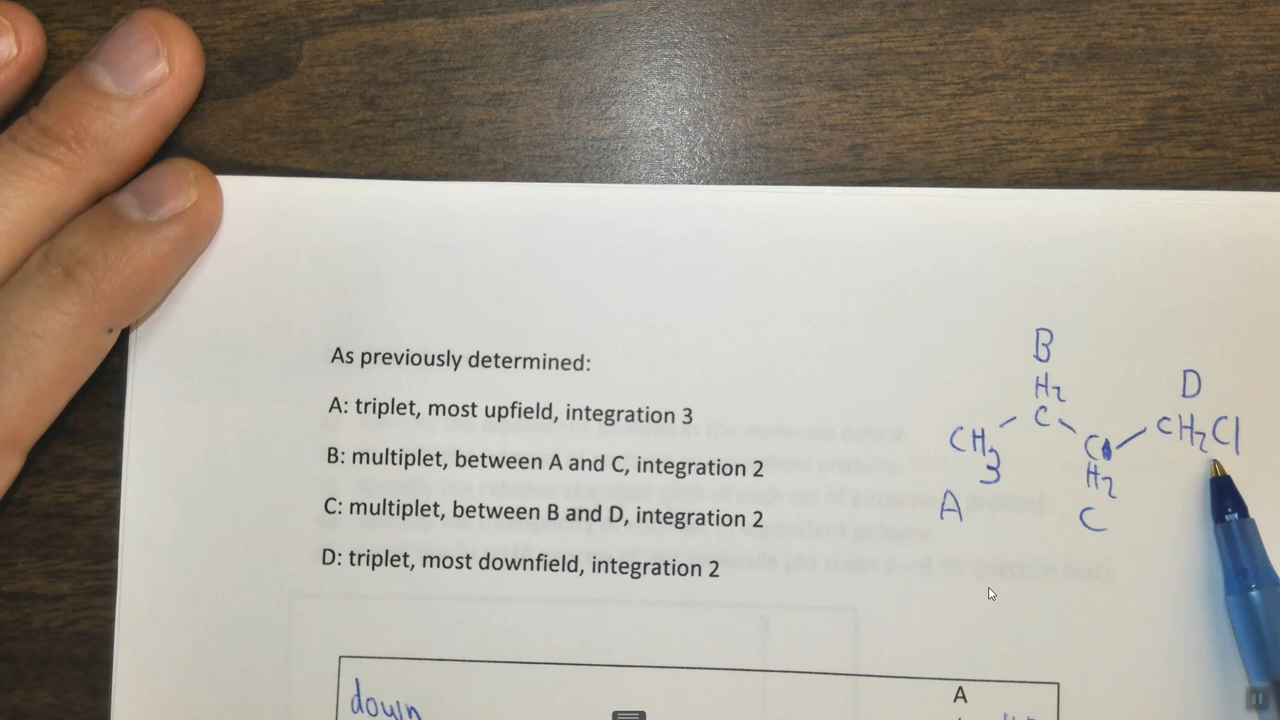 As previously determined:
A: triplet, most upfield, integration 3
B: multiplet, between A and C, integration 2
C: multiplet, between B and D, integration 2
D: triplet, most downfield, integration 2
B
H2
C
D
CH2Cl
CH3
A
C
H2
C
down
A